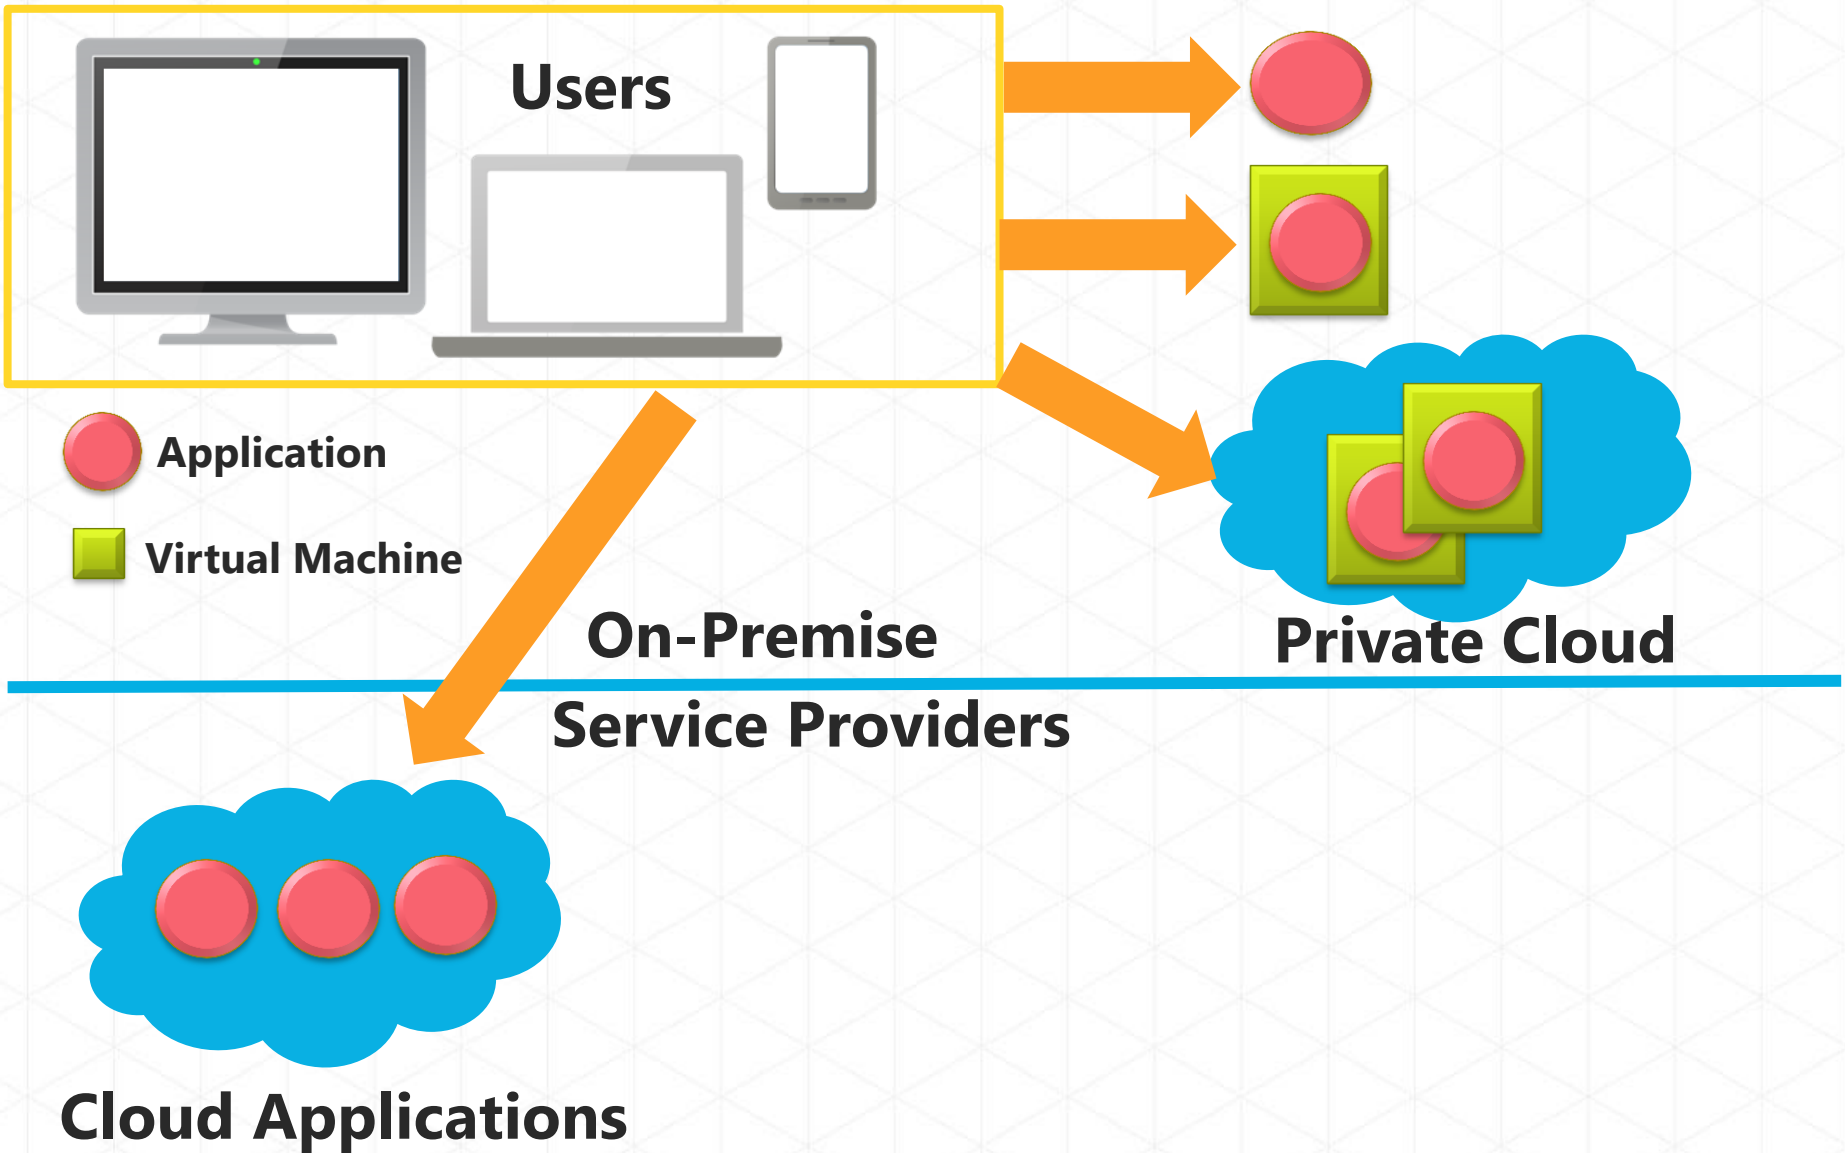 Users
Application
Virtual Machine
On-Premise
Private Cloud
Service Providers
Cloud Applications